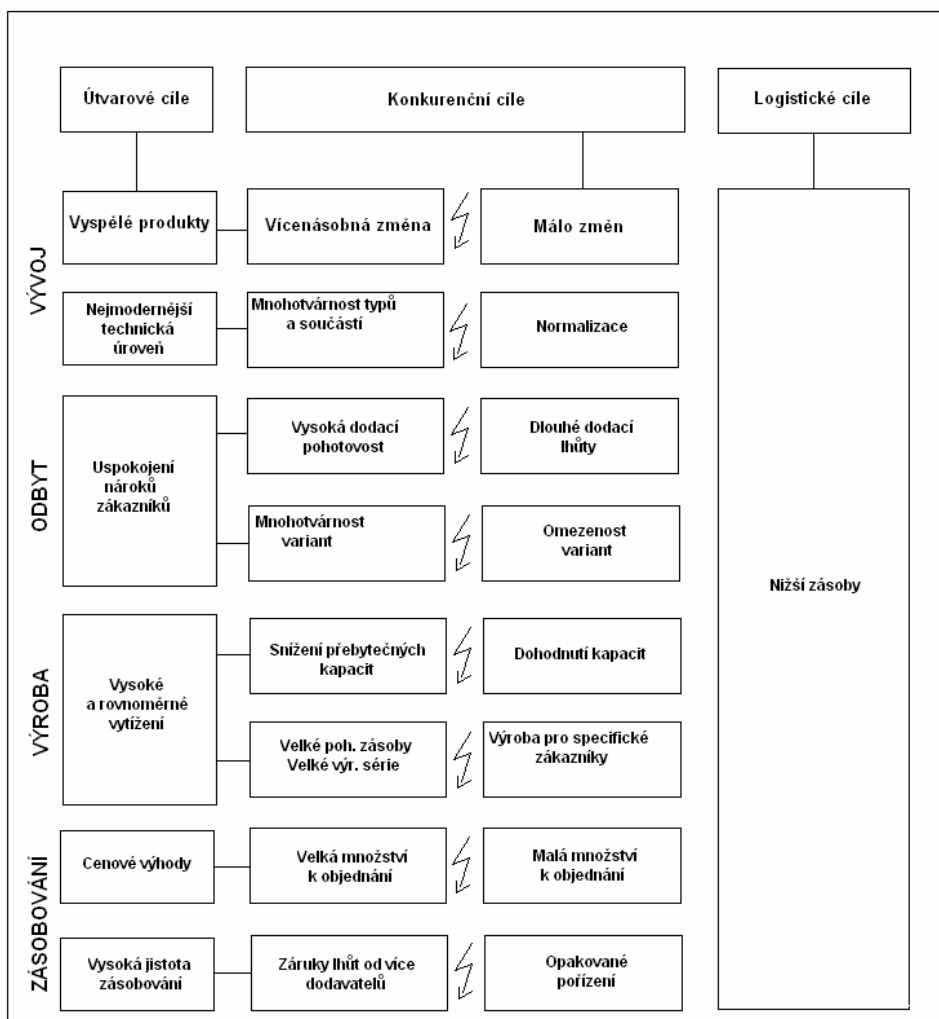 Útvarové cíle
Konkurenční cíle
Logistické cíle
VÝVOJ
Vyspělé produkty
Vícenásobná změna
Málo změn
Nejmodernější
technická
úroveň
Mnohotvárnost typů
a součástí
Normalizace
ODBYT
Uspokojení
nároků
zákazníků
Vysoká dodací
pohotovost
Dlouhé dodací
lhůty
Mnohotvárnost
variant
Omezenost
variant
Nižší zásoby
VÝROBA
Vysoké
a rovnoměrné
vytížení
Snížení přebytečných
kapacit
Dohodnutí kapacit
Velké poh. zásoby
Velké výr. série
Výroba pro specifické
zákazníky
ZÁSOBOVÁNÍ
Cenové výhody
Velká množství
k objednání
Malá množství
k objednání
Vysoká jistota
zásobování
Záruky lhůt od více
dodavatelů
Opakované
pořízení